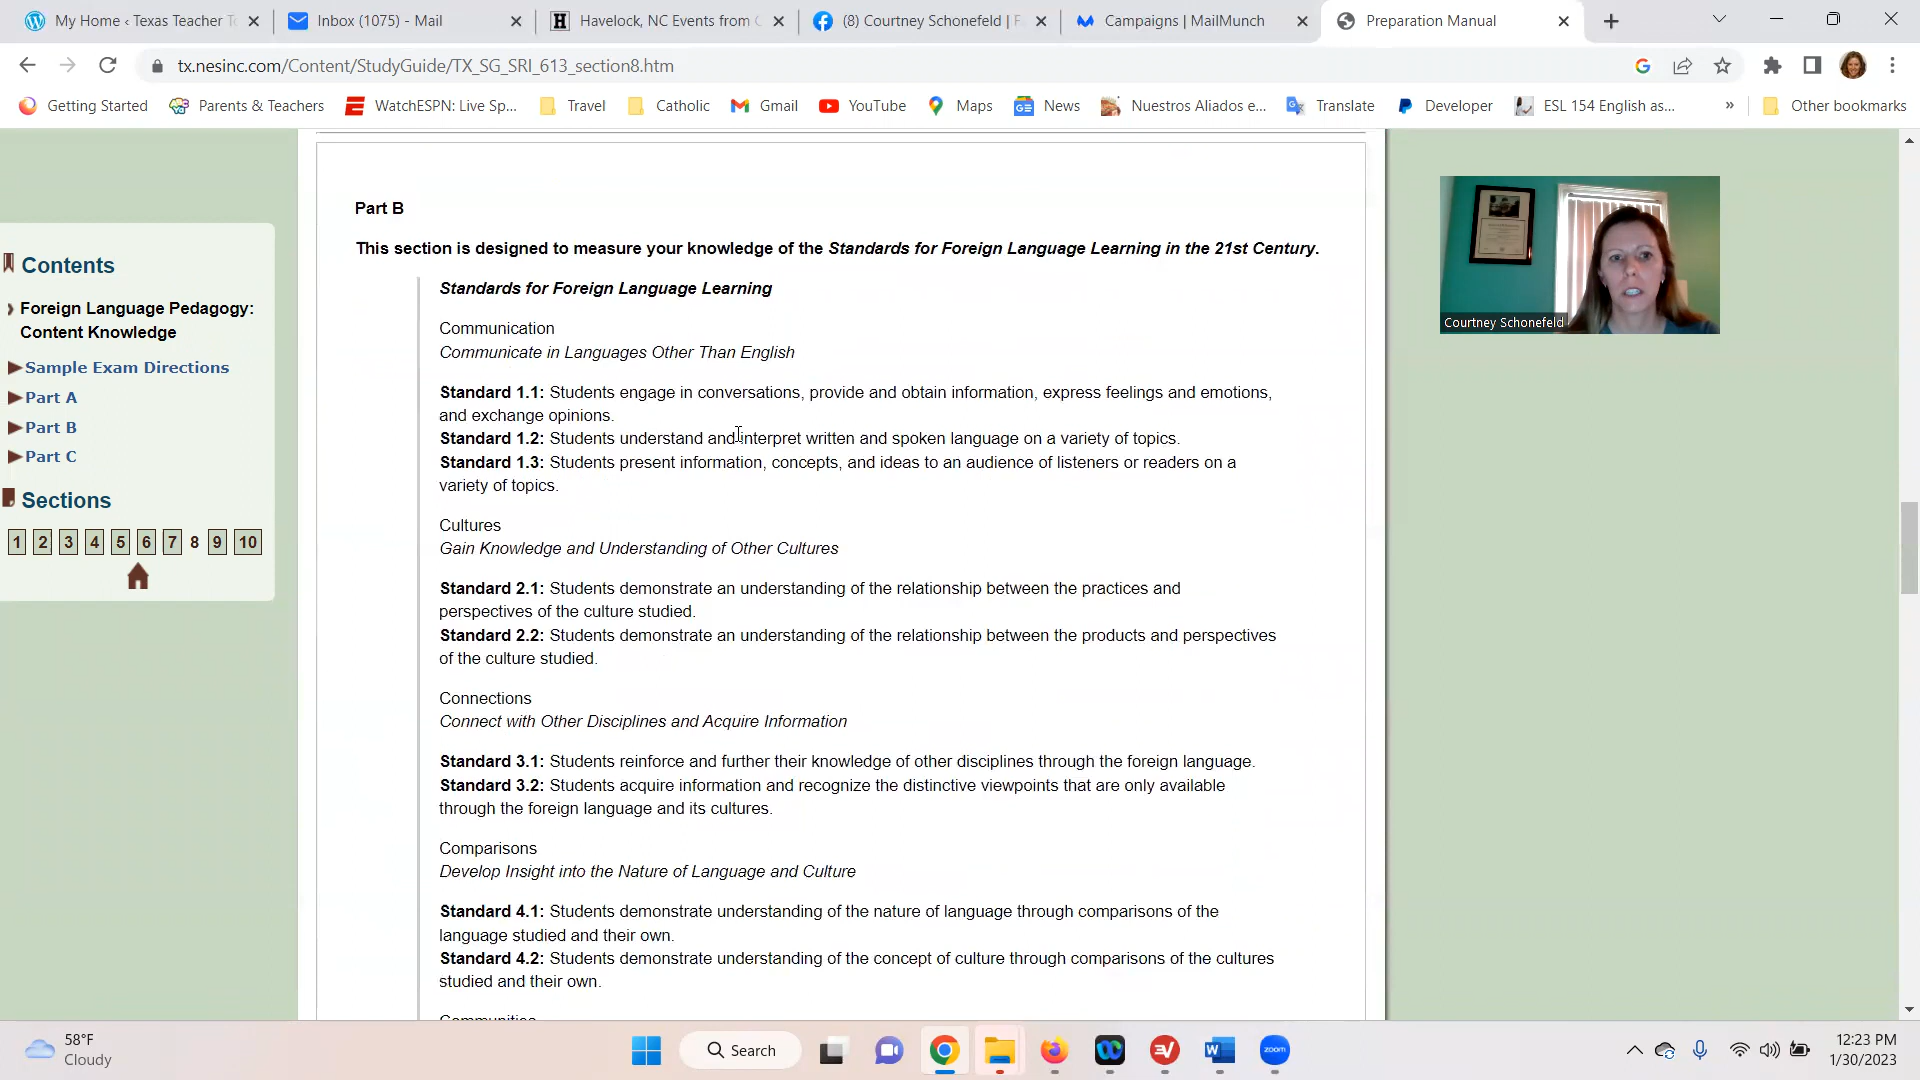 My Home ‹ Texas Teacher T
Inbox (1075) - Mail
Havelock, NC Events from
(8) Courtney Schonefeld | F
Campaigns | MailMunch
Preparation Manual
tx.nesinc.com/Content/StudyGuide/TX_SG_SRI_613_section8.htm
Getting Started
Parents & Teachers
WatchESPN: Live Sp...
Travel
Catholic
Gmail
YouTube
Maps
News
Nuestros Aliados e...
Translate
Developer
ESL 154 English as...
»
Other bookmarks
Contents
Foreign Language Pedagogy:
Content Knowledge
Sample Exam Directions
Part A
Part B
Part C
Sections
1 2 3 4 5 6 7 8 9 10
Part B
This section is designed to measure your knowledge of the Standards for Foreign Language Learning in the 21st Century.
Standards for Foreign Language Learning
Communication
Communicate in Languages Other Than English
Standard 1.1: Students engage in conversations, provide and obtain information, express feelings and emotions,
and exchange opinions.
Standard 1.2: Students understand and interpret written and spoken language on a variety of topics.
Standard 1.3: Students present information, concepts, and ideas to an audience of listeners or readers on a
variety of topics.
Cultures
Gain Knowledge and Understanding of Other Cultures
Standard 2.1: Students demonstrate an understanding of the relationship between the practices and
perspectives of the culture studied.
Standard 2.2: Students demonstrate an understanding of the relationship between the products and perspectives
of the culture studied.
Connections
Connect with Other Disciplines and Acquire Information
Standard 3.1: Students reinforce and further their knowledge of other disciplines through the foreign language.
Standard 3.2: Students acquire information and recognize the distinctive viewpoints that are only available
through the foreign language and its cultures.
Comparisons
Develop Insight into the Nature of Language and Culture
Standard 4.1: Students demonstrate understanding of the nature of language through comparisons of the
language studied and their own.
Standard 4.2: Students demonstrate understanding of the concept of culture through comparisons of the cultures
studied and their own.
Communities
Courtney Schonefeld
58°F
Cloudy
Search
zoom
12:23 PM
1/30/2023